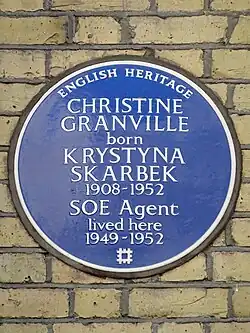 ENGLISH HERITAGE
CHRISTINE
GRANVILLE
born
KRYSTYNA
SKARBEK
1908-1952
SOE Agent
lived here
1949-1952